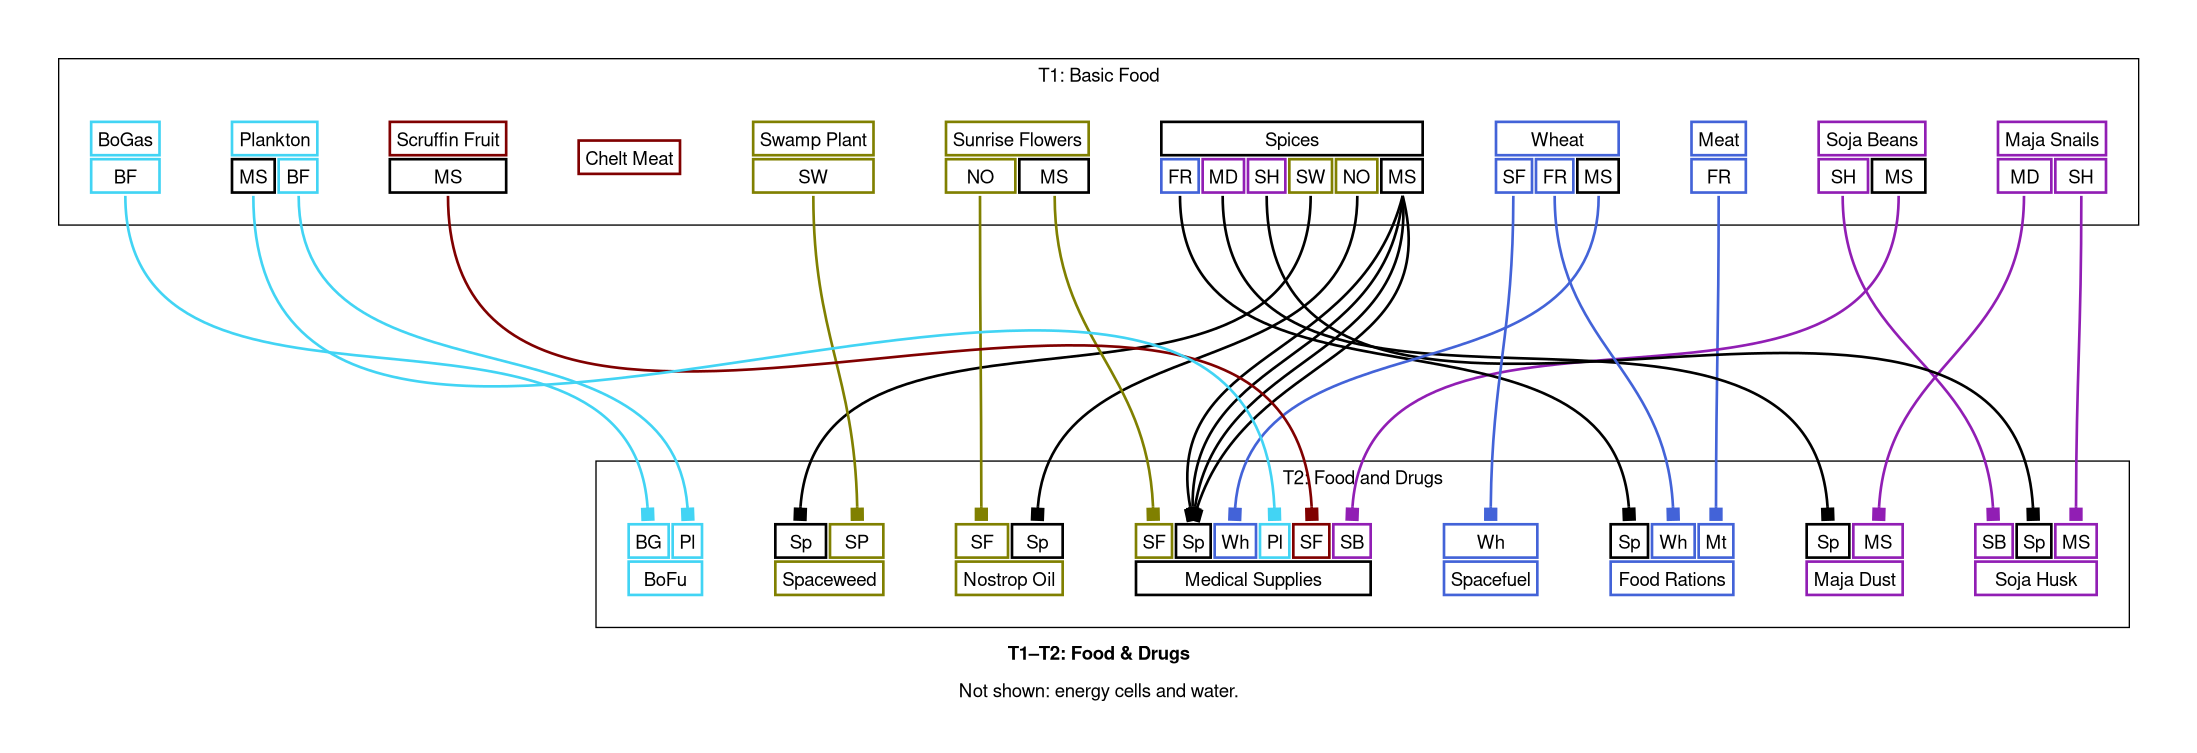 T1: Basic Food
BoGas Plankton Scruffin Fruit Chelt Meat Swamp Plant Sunrise Flowers Spices Wheat Meat Soja Beans Maja Snails
BF MS BF MS SW NO MS FR MD SH SW NO MS SF FR MS FR SH MS MD SH
T2: Food and Drugs
BG Pl Sp SP SF Sp SF Sp Wh Pl SF SB Wh Sp Wh Mt Sp MS SB Sp MS
BoFu Spaceweed Nostrop Oil Medical Supplies Spacefuel Food Rations Maja Dust Soja Husk
T1–T2: Food & Drugs
Not shown: energy cells and water.